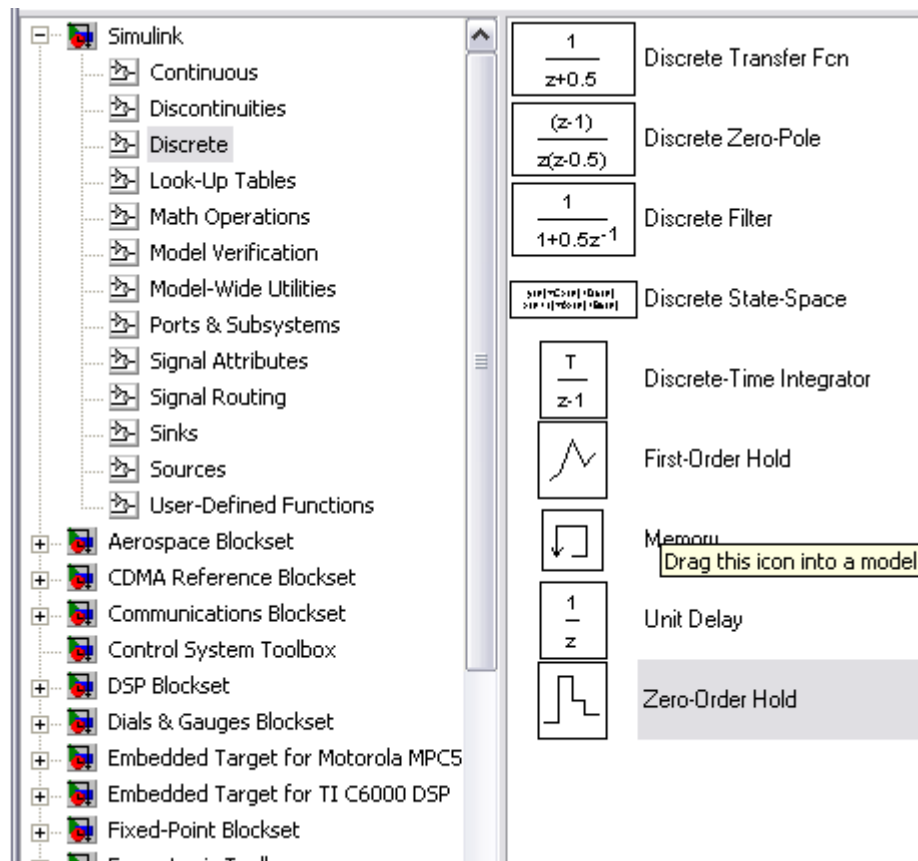 Simulink
Continuous
Discontinuities
Discrete
Look-Up Tables
Math Operations
Model Verification
Model-Wide Utilities
Ports & Subsystems
Signal Attributes
Signal Routing
Sinks
Sources
User-Defined Functions
Aerospace Blockset
CDMA Reference Blockset
Communications Blockset
Control System Toolbox
DSP Blockset
Dials & Gauges Blockset
Embedded Target for Motorola MPC5
Embedded Target for TI C6000 DSP
Fixed-Point Blockset
1
z+0.5
Discrete Transfer Fcn
(z-1)
z(z-0.5)
Discrete Zero-Pole
1
1+0.5z-1
Discrete Filter
Discrete State-Space
T
z-1
Discrete-Time Integrator
First-Order Hold
Memory
Drag this icon into a model
1
z
Unit Delay
Zero-Order Hold